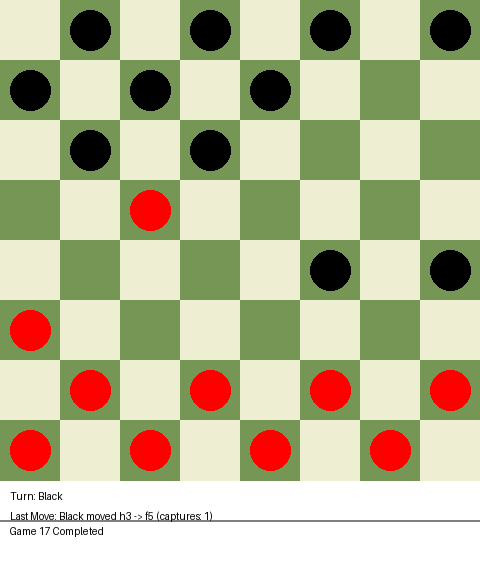 Turn: Black
Last Move: Black moved h3 -> f5 (captures: 1)
Game 17 Completed